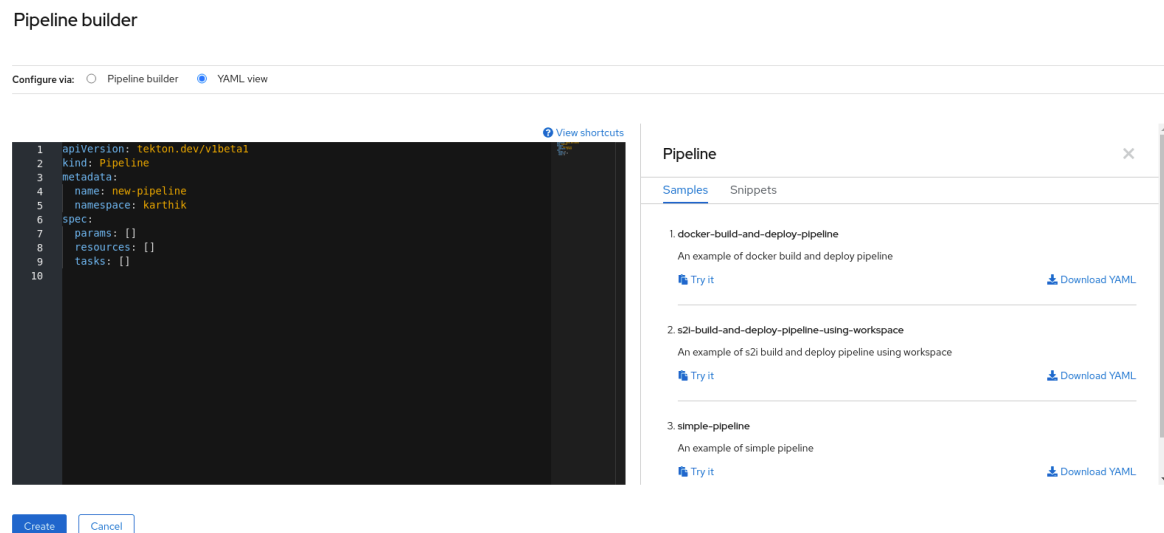 Pipeline builder
Configure via: Pipeline builder YAML view
View shortcuts
1 apiVersion: tekton.dev/v1beta1
2 kind: Pipeline
3 metadata:
4   name: new-pipeline
5   namespace: karthik
6 spec:
7   params: []
8   resources: []
9   tasks: []
10
Pipeline
Samples Snippets
1. docker-build-and-deploy-pipeline
An example of docker build and deploy pipeline
Try it Download YAML
2. s2i-build-and-deploy-pipeline-using-workspace
An example of s2i build and deploy pipeline using workspace
Try it Download YAML
3. simple-pipeline
An example of simple pipeline
Try it Download YAML
Create Cancel